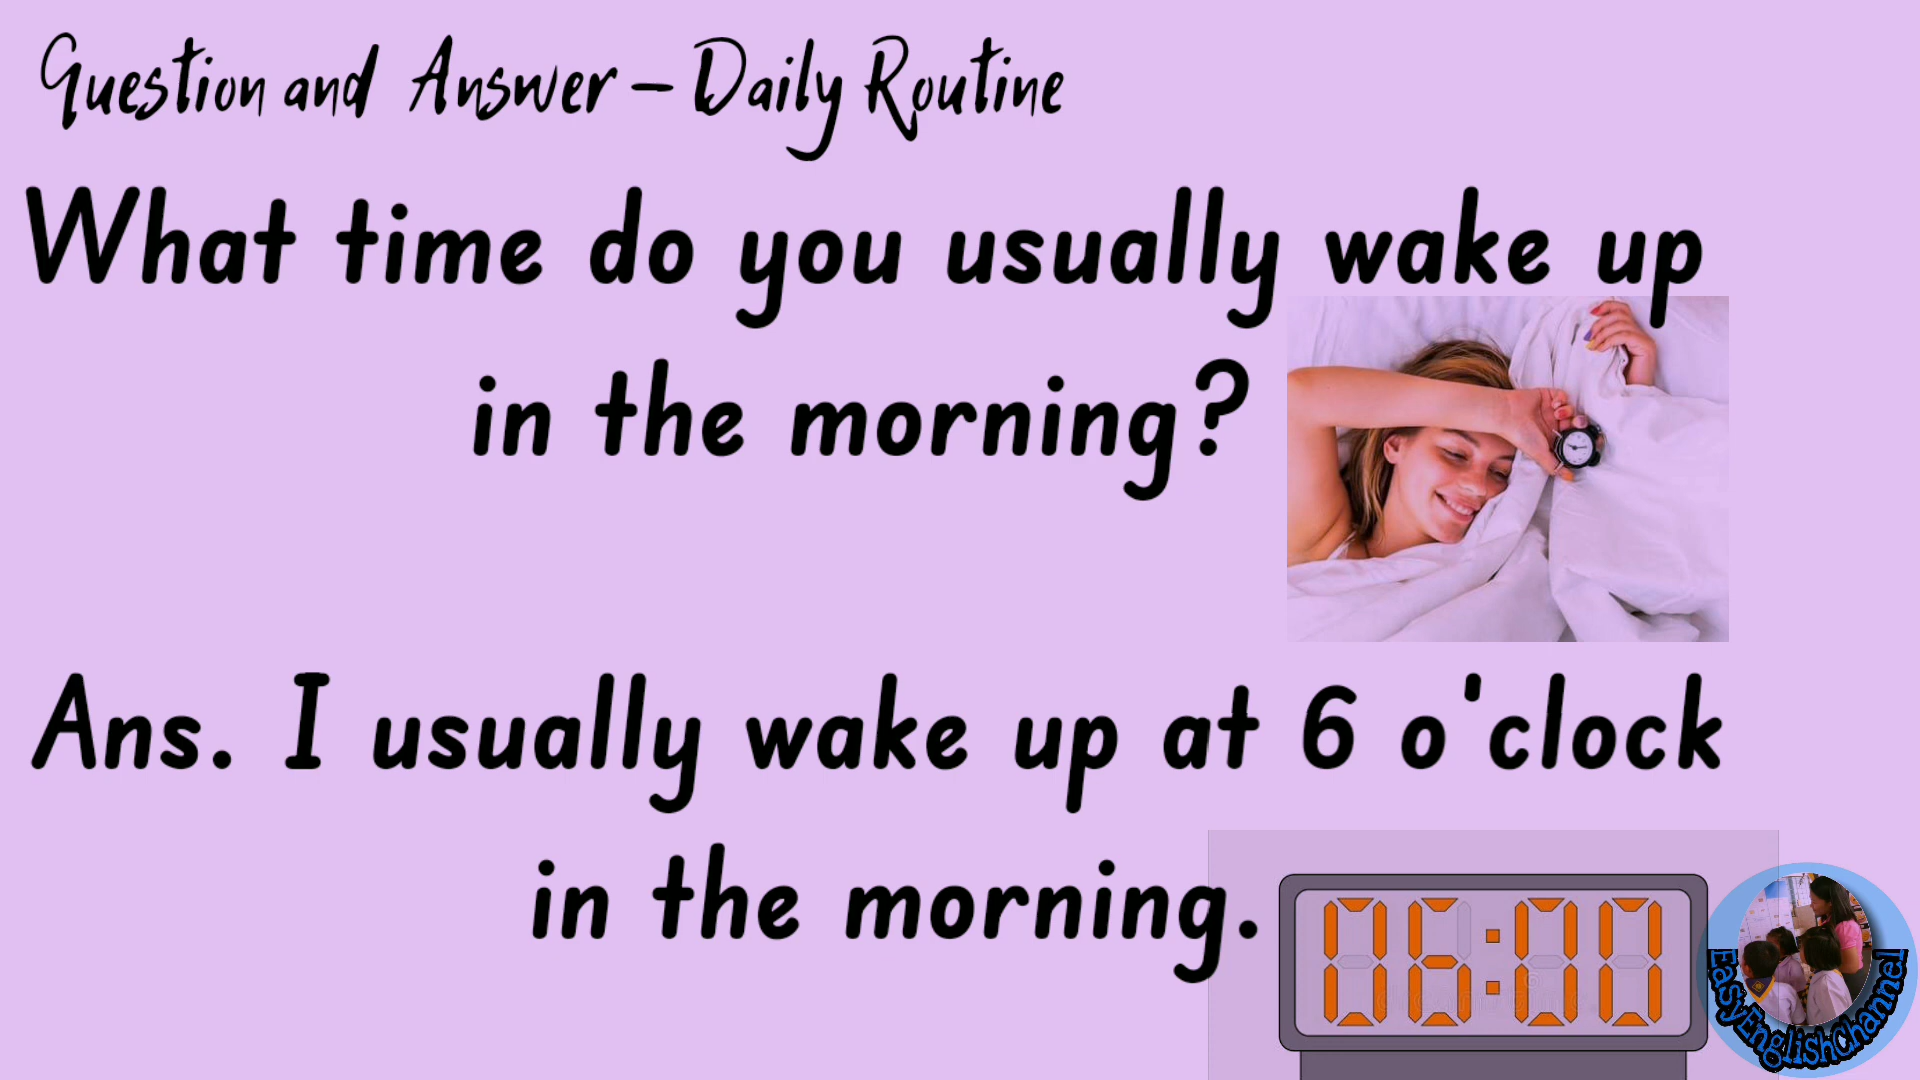 Question and Answer – Daily Routine
What time do you usually wake up
in the morning?
Ans. I usually wake up at 6 o'clock
in the morning.
06:00
EasyEnglishChannel